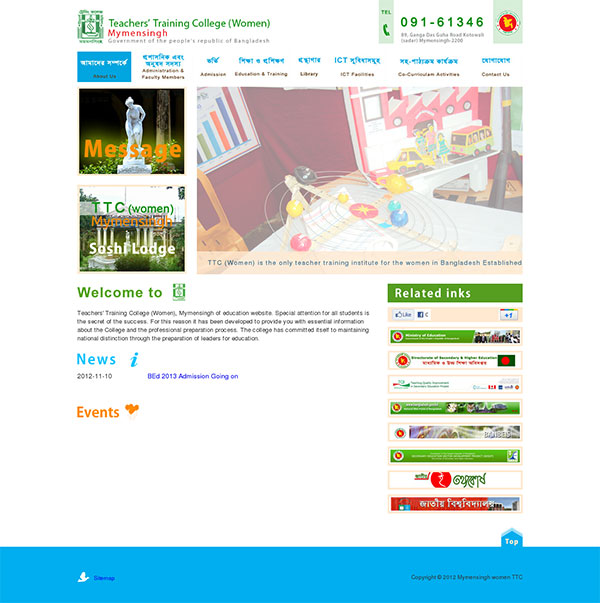 Teachers' Training College (Women)
Mymensingh
Government of the people's republic of Bangladesh
TEL
091-61346
89, Ganga Das Guha Road Kotowali
(sadar) Mymensingh-2200
আমাদের সম্পর্কে
About Us
প্রশাসনিক এবং
অনুষদ সদস্য
Administration &
Faculty Members
ভর্তি
Admission
শিক্ষা ও প্রশিক্ষণ
Education & Training
গ্রন্থাগার
Library
ICT সুবিধাসমূহ
ICT Facilities
সহ-পাঠ্যক্রম কার্যক্রম
Co-Curriculam Activities
যোগাযোগ
Contact Us
Message
TTC (women)
Mymensingh
Soshi Lodge
TTC (Women) is the only teacher training institute for the women in Bangladesh Established
Welcome to
Teachers' Training College (Women), Mymensingh of education website. Special attention for all students is
the secret of the success. For this reason it has been developed to provide you with essential information
about the College and the professional preparation process. The college has committed itself to maintaining
national distinction through the preparation of leaders for education.
News
2012-11-10 BEd 2013 Admission Going on
Events
Related inks
Like
+1
Ministry of Education
Directorate of Secondary & Higher Education
মাধ্যমিক ও উচ্চ শিক্ষা অধিদপ্তর
Teaching Quality Improvement
BANBEIS
জাতীয় ই তথ্যকোষ
জাতীয় বিশ্ববিদ্যালয়
Top
Sitemap
Copyright © 2012 Mymensingh women TTC